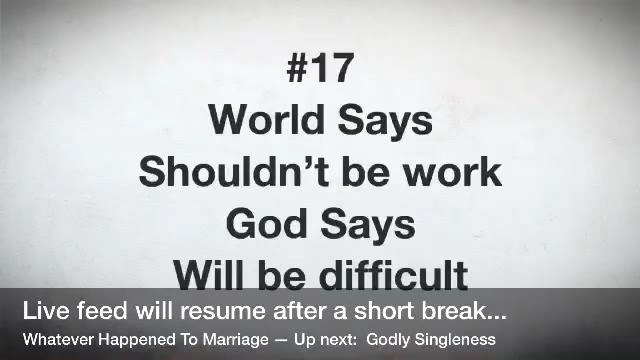 #17
World Says
Shouldn't be work
God Says
Will be difficult
Live feed will resume after a short break...
Whatever Happened To Marriage — Up next:  Godly Singleness